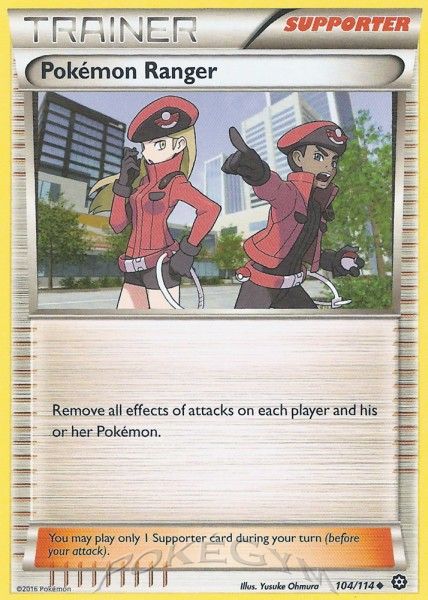 TRAINER
SUPPORTER
Pokémon Ranger
Remove all effects of attacks on each player and his
or her Pokémon.
You may play only 1 Supporter card during your turn (before
your attack).
POKEGYM
©2016 Pokémon
Illus. Yusuke Ohmura
104/114